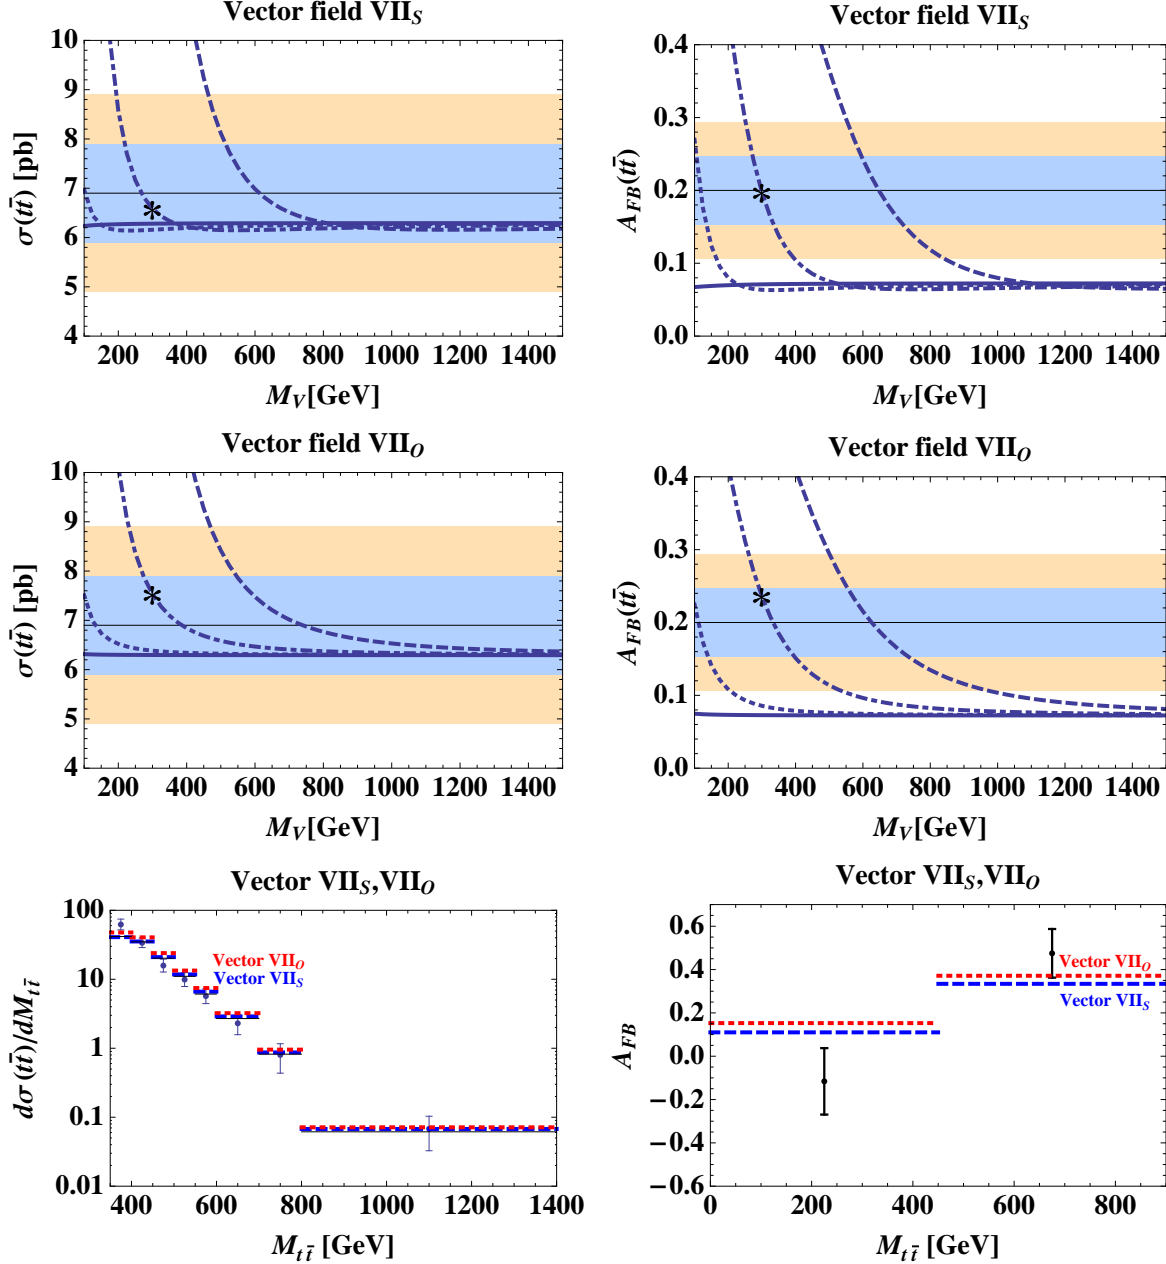 Vector field VII_S
σ(tt̄) [pb]
10
9
8
7
6
5
4
200 400 600 800 1000 1200 1400
M_V[GeV]
Vector field VII_S
A_FB(tt̄)
0.4
0.3
0.2
0.1
0.0
200 400 600 800 1000 1200 1400
M_V[GeV]
Vector field VII_O
σ(tt̄) [pb]
10
9
8
7
6
5
4
200 400 600 800 1000 1200 1400
M_V[GeV]
Vector field VII_O
A_FB(tt̄)
0.4
0.3
0.2
0.1
0.0
200 400 600 800 1000 1200 1400
M_V[GeV]
Vector VII_S,VII_O
dσ(tt̄)/dM_tt̄
100
10
1
0.1
0.01
Vector VII_O
Vector VII_S
400 600 800 1000 1200 1400
M_tt̄ [GeV]
Vector VII_S,VII_O
A_FB
0.6
0.4
0.2
0.0
−0.2
−0.4
−0.6
Vector VII_O
Vector VII_S
0 200 400 600 800
M_tt̄ [GeV]